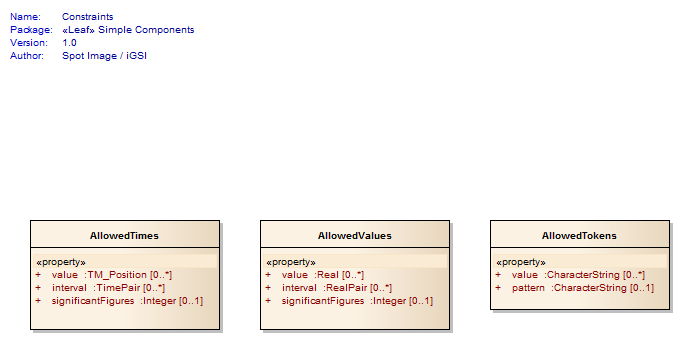 Name: Constraints
Package: «Leaf» Simple Components
Version: 1.0
Author: Spot Image / iGSI
AllowedTimes
«property»
+ value :TM_Position [0..*]
+ interval :TimePair [0..*]
+ significantFigures :Integer [0..1]
AllowedValues
«property»
+ value :Real [0..*]
+ interval :RealPair [0..*]
+ significantFigures :Integer [0..1]
AllowedTokens
«property»
+ value :CharacterString [0..*]
+ pattern :CharacterString [0..1]